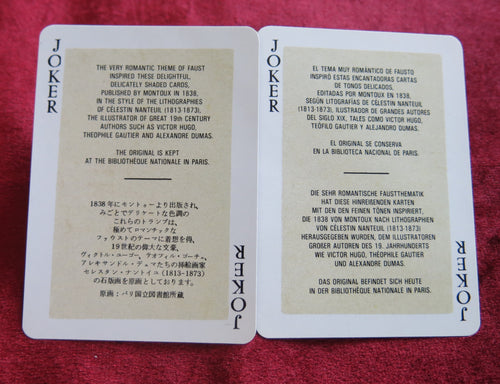 JOKER
THE VERY ROMANTIC THEME OF FAUST
INSPIRED THESE DELIGHTFUL,
DELICATELY SHADED CARDS,
PUBLISHED BY MONTOUX IN 1838,
IN THE STYLE OF THE LITHOGRAPHIES
OF CÉLESTIN NANTEUIL (1813-1873),
THE ILLUSTRATOR OF GREAT 19th CENTURY
AUTHORS SUCH AS VICTOR HUGO,
THEOPHILE GAUTIER AND ALEXANDRE DUMAS.
THE ORIGINAL IS KEPT
AT THE BIBLIOTHÈQUE NATIONALE IN PARIS.
1838年にモントゥーより出版され、
みごとでデリケートな色調の
これらのトランプは、
極めてロマンチックな
ファウストのテーマに着想を得、
19世紀の偉大な文豪、
ヴィクトル・ユーゴー、テオフィル・ゴーチェ、
アレキサンドル・デュマたちの挿絵画家
セレスタン・ナントイユ(1813-1873)
の石版画を原画としております。
原画：パリ国立図書館所蔵
JOKER
JOKER
EL TEMA MUY ROMÁNTICO DE FAUSTO
INSPIRÓ ESTAS ENCANTADORAS CARTAS
DE TONOS DELICADOS,
EDITADAS POR MONTOUX EN 1838,
SEGÚN LITOGRAFÍAS DE CÉLESTIN NANTEUIL
(1813-1873), ILUSTRADOR DE GRANDES AUTORES
DEL SIGLO XIX, TALES COMO VICTOR HUGO,
TEÓFILO GAUTIER Y ALEJANDRO DUMAS.
EL ORIGINAL SE CONSERVA
EN LA BIBLIOTECA NACIONAL DE PARIS.
DIE SEHR ROMANTISCHE FAUSTTHEMATIK
HAT DIESE HINREIßENDEN KARTEN
MIT DEN DEN FEINEN TÖNEN INSPIRIERT,
DIE 1838 VON MONTOUX NACH LITHOGRAPHIEN
VON CÉLESTIN NANTEUIL (1813-1873)
HERAUSGEGEBEN WURDEN, DEM ILLUSTRATOREN
GROßER AUTOREN DES 19. JAHRHUNDERTS
WIE VICTOR HUGO, THÉOPHILE GAUTIER
UND ALEXANDRE DUMAS.
DAS ORIGINAL BEFINDET SICH HEUTE
IN DER BIBLIOTHÈQUE NATIONALE IN PARIS.
JOKER